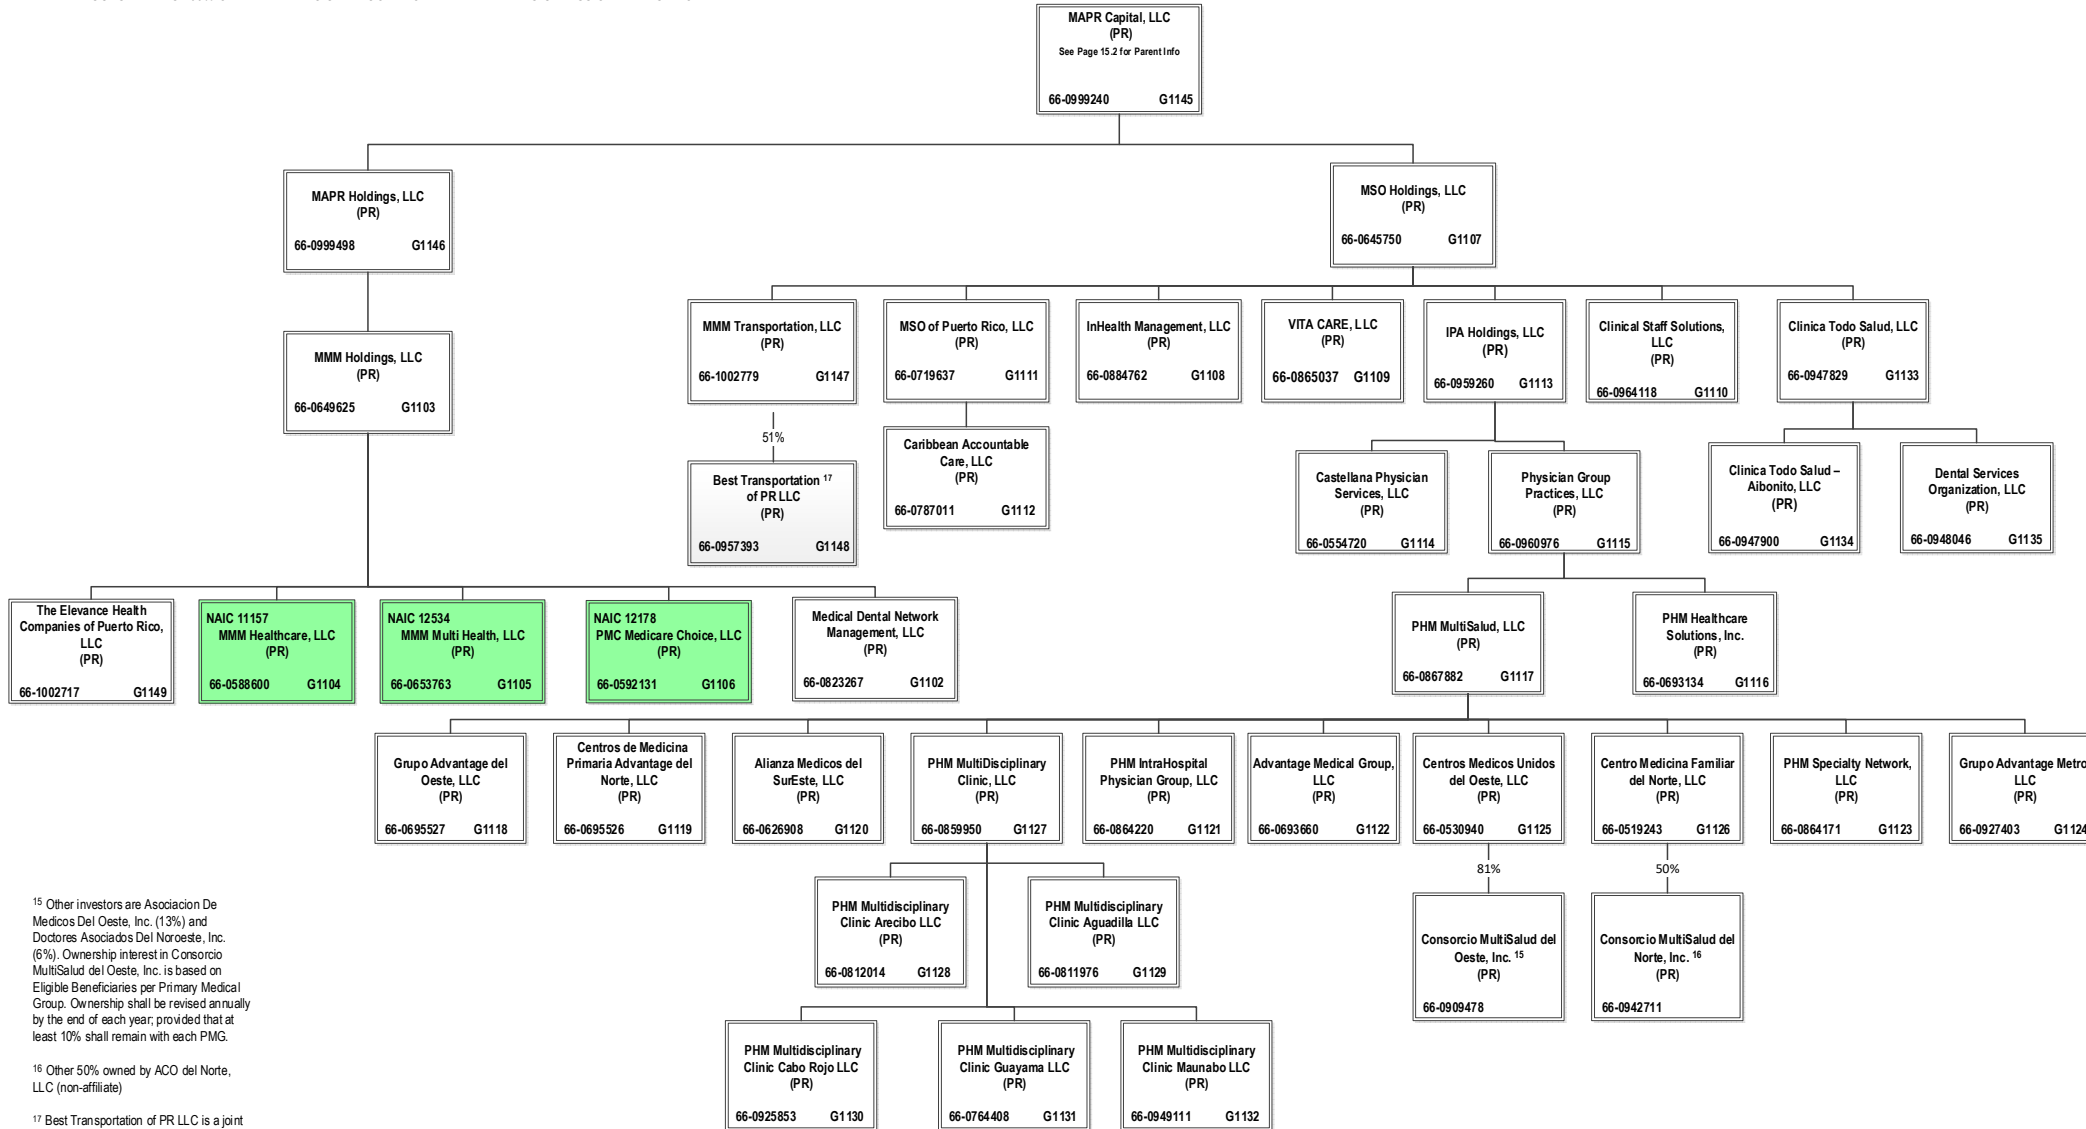 MAPR Capital, LLC
(PR)
See Page 15.2 for Parent Info
66-0999240 G1145
MAPR Holdings, LLC
(PR)
66-0999498 G1146
MSO Holdings, LLC
(PR)
66-0645750 G1107
MMM Holdings, LLC
(PR)
66-0649625 G1103
MMM Transportation, LLC
(PR)
66-1002779 G1147
MSO of Puerto Rico, LLC
(PR)
66-0719637 G1111
InHealth Management, LLC
(PR)
66-0884762 G1108
VITA CARE, LLC
(PR)
66-0865037 G1109
IPA Holdings, LLC
(PR)
66-0959260 G1113
Clinical Staff Solutions,
LLC
(PR)
66-0964118 G1110
Clinica Todo Salud, LLC
(PR)
66-0947829 G1133
51%
Best Transportation 17
of PR LLC
(PR)
66-0957393 G1148
Caribbean Accountable
Care, LLC
(PR)
66-0787011 G1112
Castellana Physician
Services, LLC
(PR)
66-0554720 G1114
Physician Group
Practices, LLC
(PR)
66-0960976 G1115
Clinica Todo Salud –
Aibonito, LLC
(PR)
66-0947900 G1134
Dental Services
Organization, LLC
(PR)
66-0948046 G1135
The Elevance Health
Companies of Puerto Rico,
LLC
(PR)
66-1002717 G1149
NAIC 11157
MMM Healthcare, LLC
(PR)
66-0588600 G1104
NAIC 12534
MMM Multi Health, LLC
(PR)
66-0653763 G1105
NAIC 12178
PMC Medicare Choice, LLC
(PR)
66-0592131 G1106
Medical Dental Network
Management, LLC
(PR)
66-0823267 G1102
PHM MultiSalud, LLC
(PR)
66-0867882 G1117
PHM Healthcare
Solutions, Inc.
(PR)
66-0693134 G1116
Grupo Advantage del
Oeste, LLC
(PR)
66-0695527 G1118
Centros de Medicina
Primaria Advantage del
Norte, LLC
(PR)
66-0695526 G1119
Alianza Medicos del
SurEste, LLC
(PR)
66-0626908 G1120
PHM MultiDisciplinary
Clinic, LLC
(PR)
66-0859950 G1127
PHM IntraHospital
Physician Group, LLC
(PR)
66-0864220 G1121
Advantage Medical Group,
LLC
(PR)
66-0693660 G1122
Centros Medicos Unidos
del Oeste, LLC
(PR)
66-0530940 G1125
Centro Medicina Familiar
del Norte, LLC
(PR)
66-0519243 G1126
PHM Specialty Network,
LLC
(PR)
66-0864171 G1123
Grupo Advantage Metro
LLC
(PR)
66-0927403 G1124
PHM Multidisciplinary
Clinic Arecibo LLC
(PR)
66-0812014 G1128
PHM Multidisciplinary
Clinic Aguadilla LLC
(PR)
66-0811976 G1129
81%
Consorcio MultiSalud del
Oeste, Inc. 15
(PR)
66-0909478
50%
Consorcio MultiSalud del
Norte, Inc. 16
(PR)
66-0942711
PHM Multidisciplinary
Clinic Cabo Rojo LLC
(PR)
66-0925853 G1130
PHM Multidisciplinary
Clinic Guayama LLC
(PR)
66-0764408 G1131
PHM Multidisciplinary
Clinic Maunabo LLC
(PR)
66-0949111 G1132
15 Other investors are Asociacion De
Medicos Del Oeste, Inc. (13%) and
Doctores Asociados Del Noroeste, Inc.
(6%). Ownership interest in Consorcio
MultiSalud del Oeste, Inc. is based on
Eligible Beneficiaries per Primary Medical
Group. Ownership shall be revised annually
by the end of each year; provided that at
least 10% shall remain with each PMG.
16 Other 50% owned by ACO del Norte,
LLC (non-affiliate)
17 Best Transportation of PR LLC is a joint